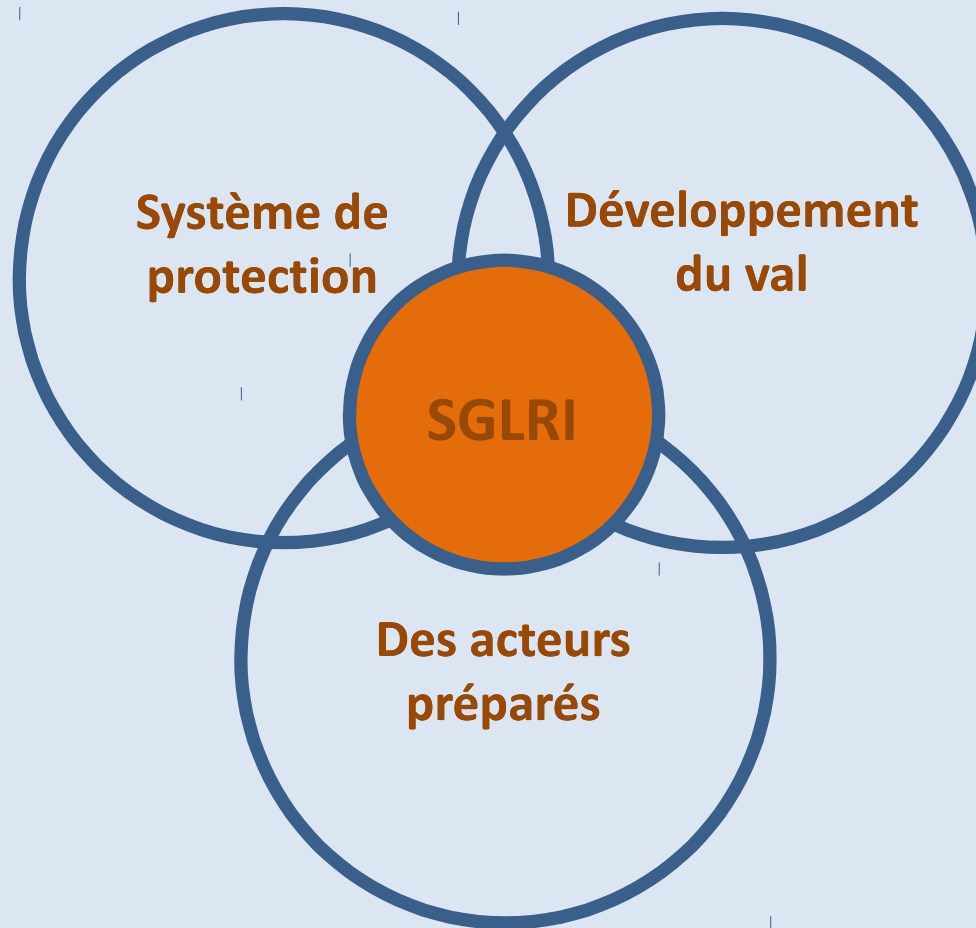 Système de
protection
Développement
du val
SGLRI
Des acteurs
préparés